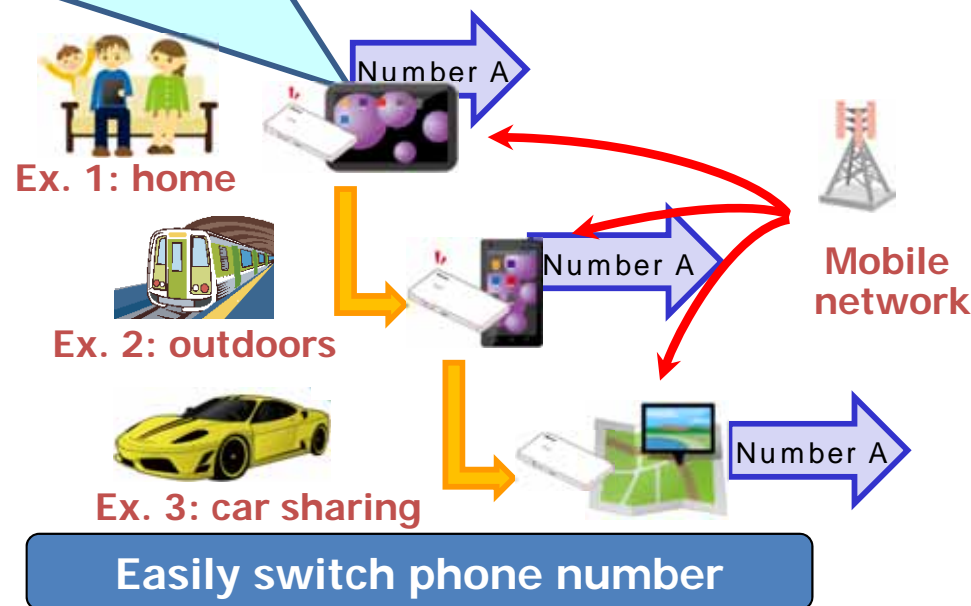 Number A
Ex. 1: home
Number A
Mobile
network
Ex. 2: outdoors
Number A
Ex. 3: car sharing
Easily switch phone number